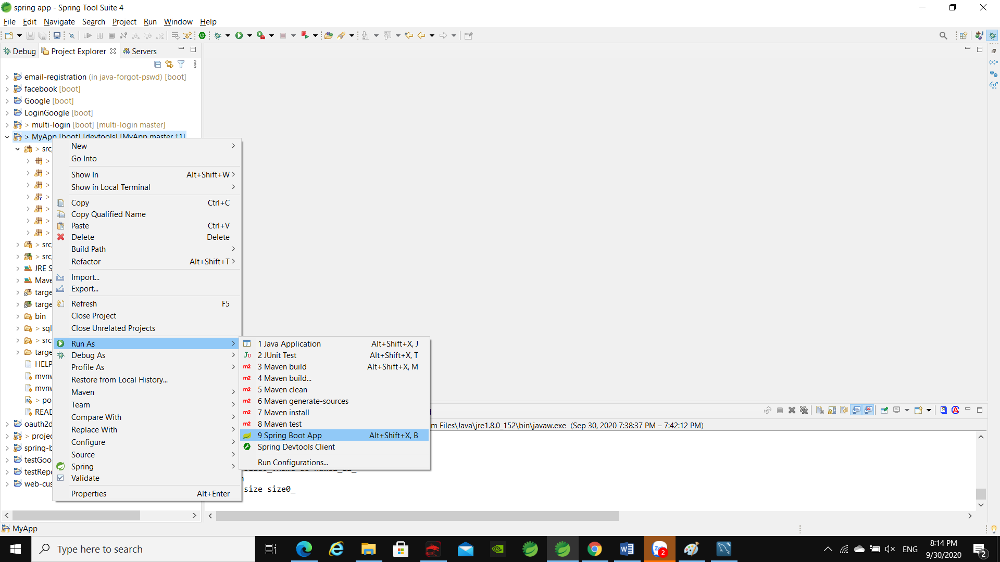 spring app - Spring Tool Suite 4
File Edit Navigate Search Project Run Window Help
Debug Project Explorer Servers
email-registration (in java-forgot-pswd) [boot]
facebook [boot]
Google [boot]
LoginGoogle [boot]
> multi-login [boot] [multi-login master]
> MyApp [boot] [devtools] [MyApp master ↑1]
> src/
>
>
>
>
>
>
>
> src/
> src/
JRE S
Mave
targe
targe
bin
> sql
> src
targe
HELP
mvnw
mvnw
> po
READ
oauth2d
> projec
spring-b
testGoo
testRepo
web-cus
New
Go Into
Show In Alt+Shift+W
Show in Local Terminal
Copy Ctrl+C
Copy Qualified Name
Paste Ctrl+V
Delete Delete
Build Path
Refactor Alt+Shift+T
Import...
Export...
Refresh F5
Close Project
Close Unrelated Projects
Run As
Debug As
Profile As
Restore from Local History...
Maven
Team
Compare With
Replace With
Configure
Source
Spring
Validate
Properties Alt+Enter
1 Java Application Alt+Shift+X, J
2 JUnit Test Alt+Shift+X, T
3 Maven build Alt+Shift+X, M
4 Maven build...
5 Maven clean
6 Maven generate-sources
7 Maven install
8 Maven test
9 Spring Boot App Alt+Shift+X, B
Spring Devtools Client
Run Configurations...
m Files\Java\jre1.8.0_152\bin\javaw.exe (Sep 30, 2020 7:38:37 PM – 7:42:12 PM)
m
size size0_
MyApp
Type here to search
2
ENG
8:14 PM
9/30/2020
2